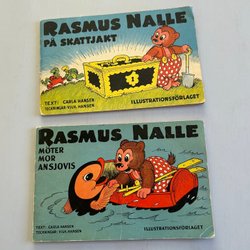 RASMUS NALLE
PÅ SKATTJAKT
TEXT: CARLA HANSEN
TECKNINGAR: VILH. HANSEN
ILLUSTRATIONSFÖRLAGET
RASMUS NALLE
MÖTER
MOR
ANSJOVIS
TEXT: CARLA HANSEN
TECKNINGAR: VILH. HANSEN
ILLUSTRATIONSFÖRLAGET